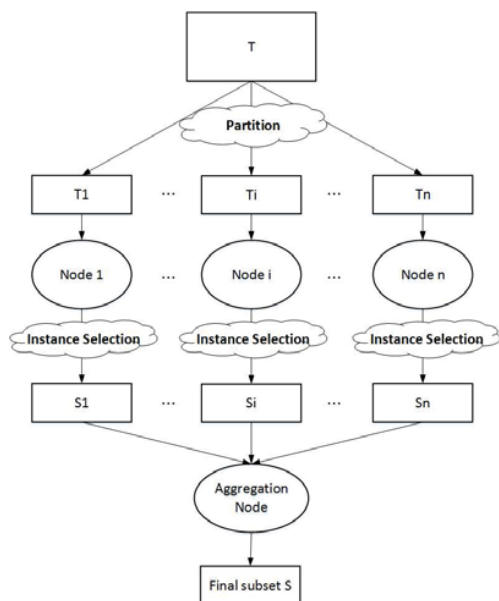 T
Partition
T1 ... Ti ... Tn
Node 1 ... Node i ... Node n
Instance Selection Instance Selection Instance Selection
S1 ... Si ... Sn
Aggregation
Node
Final subset S